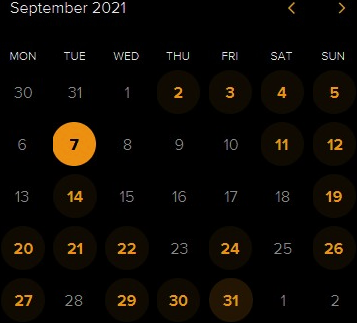 September 2021
MON TUE WED THU FRI SAT SUN
30 31 1 2 3 4 5
6 7 8 9 10 11 12
13 14 15 16 17 18 19
20 21 22 23 24 25 26
27 28 29 30 31 1 2